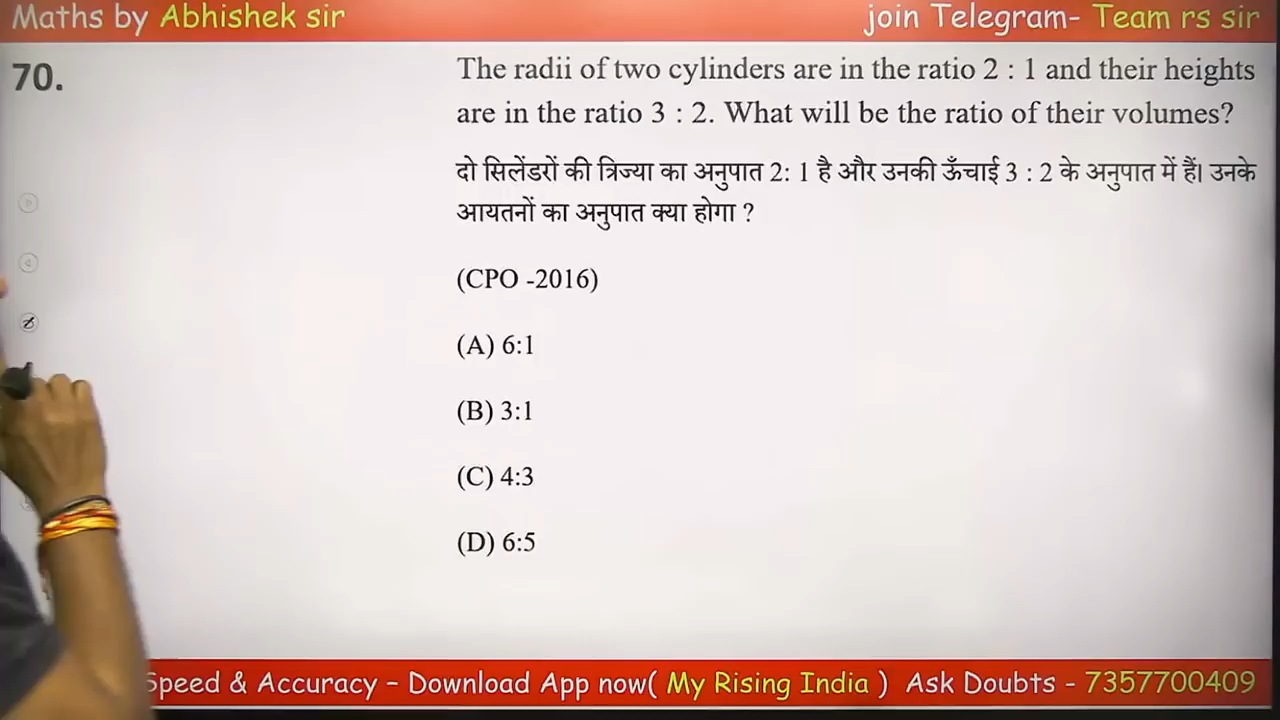 Maths by Abhishek sir
join Telegram- Team rs sir
70.
The radii of two cylinders are in the ratio 2 : 1 and their heights
are in the ratio 3 : 2. What will be the ratio of their volumes?
दो सिलेंडरों की त्रिज्या का अनुपात 2: 1 है और उनकी ऊँचाई 3 : 2 के अनुपात में हैं। उनके
आयतनों का अनुपात क्या होगा ?
(CPO -2016)
(A) 6:1
(B) 3:1
(C) 4:3
(D) 6:5
Speed & Accuracy – Download App now( My Rising India ) Ask Doubts - 7357700409